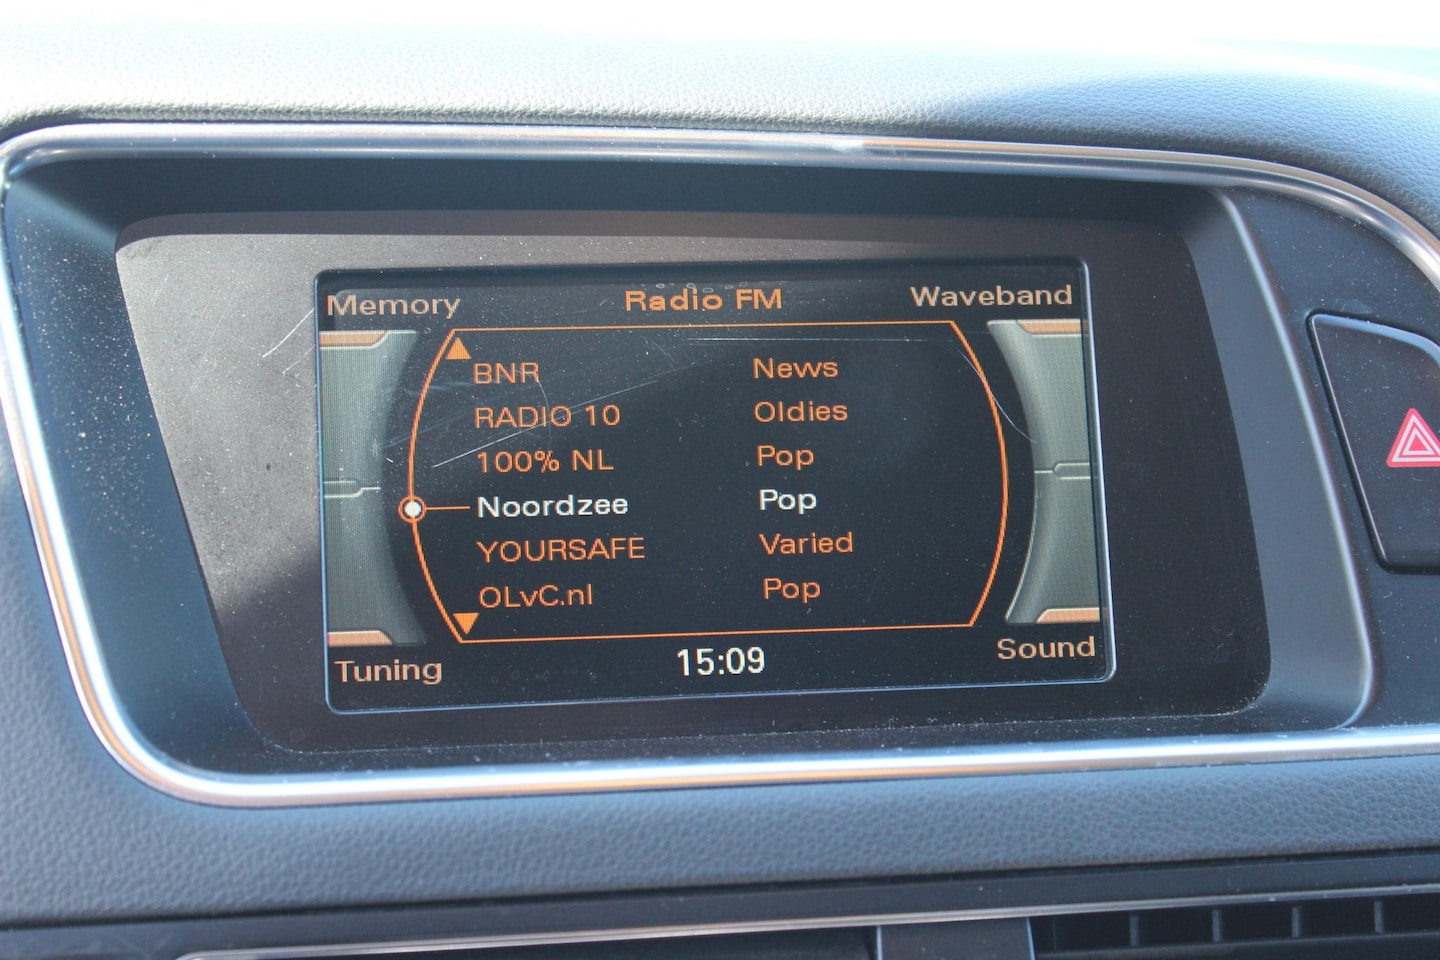 Memory Radio FM Waveband
BNR News
RADIO 10 Oldies
100% NL Pop
Noordzee Pop
YOURSAFE Varied
OLvC.nl Pop
Tuning 15:09 Sound